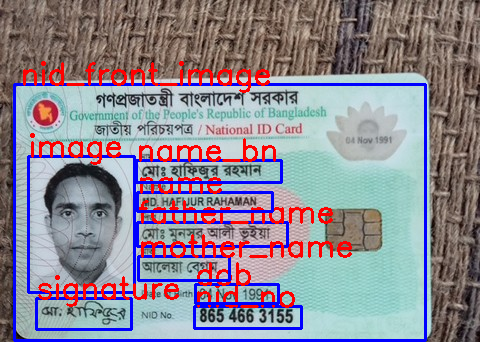 nid_front_image
গণপ্রজাতন্ত্রী বাংলাদেশ সরকার
Government of the People's Republic of Bangladesh
জাতীয় পরিচয়পত্র / National ID Card
04 Nov 1991
image
name_bn
মোঃ হাফিজুর রহমান
name
MD. HAFIJUR RAHAMAN
father_name
মোঃ মনসুর আলী ভূইয়া
mother_name
আলেয়া বেগম
dob
Date of Birth 04 Nov 1991
signature
nid_no
মো: হাফিজুর
NID No. 865 466 3155